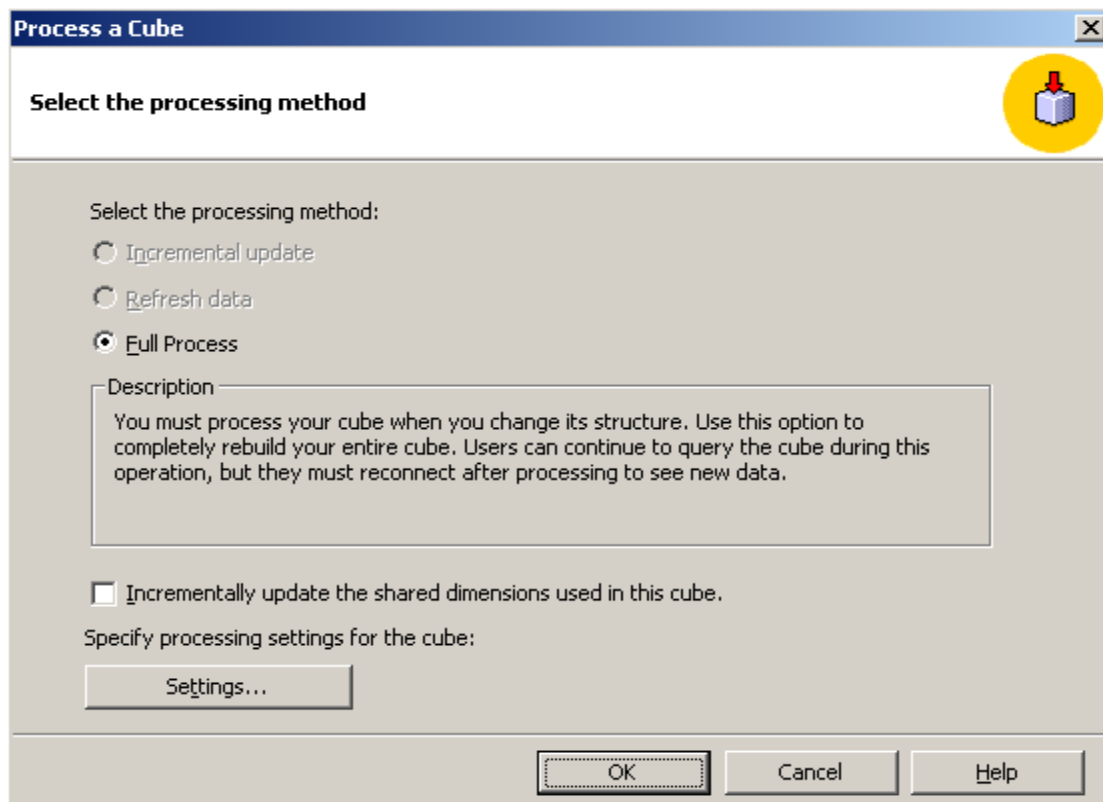 Process a Cube
Select the processing method
Select the processing method:
Incremental update
Refresh data
Full Process
Description
You must process your cube when you change its structure. Use this option to
completely rebuild your entire cube. Users can continue to query the cube during this
operation, but they must reconnect after processing to see new data.
Incrementally update the shared dimensions used in this cube.
Specify processing settings for the cube:
Settings...
OK
Cancel
Help